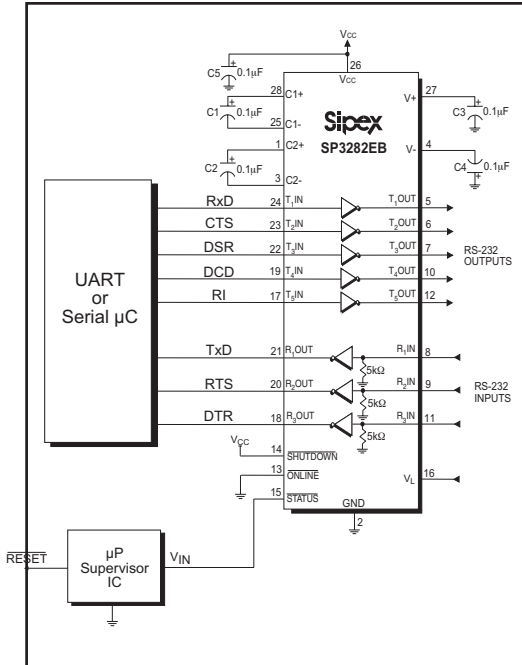 VCC
26
VCC
C5
+
0.1µF
28
C1+
V+
27
C1
+
0.1µF
C3
+
0.1µF
25
C1-
Sipex
SP3282EB
1
C2+
V-
4
C2
+
0.1µF
C4
+
0.1µF
3
C2-
RxD
24
T1IN
T1OUT
5
CTS
23
T2IN
T2OUT
6
DSR
22
T3IN
T3OUT
7
RS-232
OUTPUTS
DCD
19
T4IN
T4OUT
10
RI
17
T5IN
T5OUT
12
UART
or
Serial µC
TxD
21
R1OUT
R1IN
8
5kΩ
RTS
20
R2OUT
R2IN
9
RS-232
INPUTS
5kΩ
DTR
18
R3OUT
R3IN
11
5kΩ
VCC
14
SHUTDOWN
13
ONLINE
VL
16
15
STATUS
GND
2
RESET
µP
Supervisor
IC
VIN